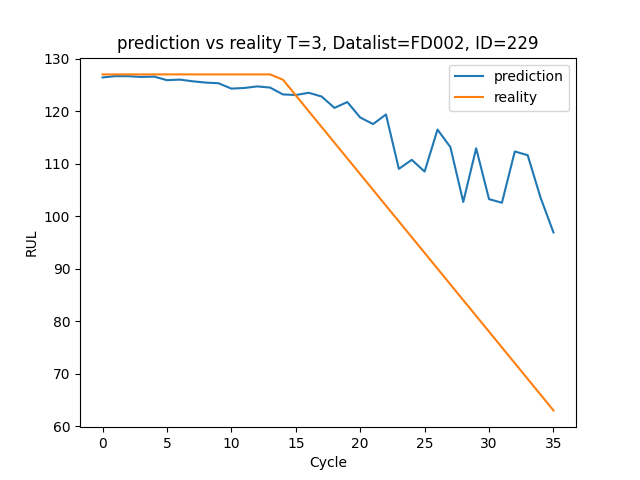 prediction vs reality T=3, Datalist=FD002, ID=229
prediction
reality
130
120
110
100
90
80
70
60
RUL
0 5 10 15 20 25 30 35
Cycle